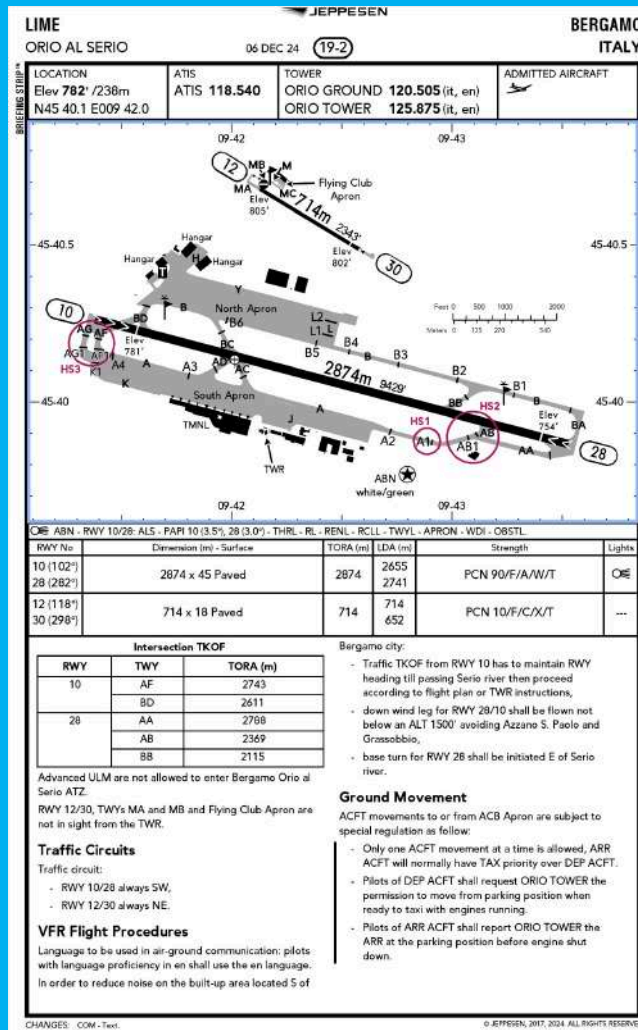 JEPPESEN
LIME
BERGAMO
ORIO AL SERIO
06 DEC 24
19-2
ITALY
BRIEFING STRIP™
LOCATION
Elev 782' /238m
N45 40.1 E009 42.0
ATIS
ATIS 118.540
TOWER
ORIO GROUND 120.505 (it, en)
ORIO TOWER 125.875 (it, en)
ADMITTED AIRCRAFT
09-42
09-43
12
MB
M
MA
MC
Flying Club
Apron
Elev
805'
714m
2343'
Elev
802'
30
45-40.5
45-40.5
Hangar
Hangar
H
Hangar
T
Y
North Apron
10
BD
B
AG
AF
Elev
781'
B6
L2
L1
L
BC
B5
B4
B
B3
B2
Feet 0 500 1000 2000
AG1
HS3
K1
A4
A
A3
AD
AC
2874m
9429'
BB
B1
HS2
B
K
South Apron
45-40
45-40
Elev
754'
BA
A
J
TMNL
TWR
A2
HS1
A1
AB
AB1
AA
28
ABN
white/green
09-42
09-43
ABN - RWY 10/28: ALS - PAPI 10 (3.5°), 28 (3.0°) - THRL - RL - RENL - RCLL - TWYL - APRON - WDI - OBSTL.
RWY No
Dimension (m) - Surface
TORA (m)
LDA (m)
Strength
Lights
10 (102°)
28 (282°)
2874 x 45 Paved
2874
2655
2741
PCN 90/F/A/W/T
12 (118°)
30 (298°)
714 x 18 Paved
714
714
652
PCN 10/F/C/X/T
---
Intersection TKOF
RWY
TWY
TORA (m)
10
AF
2743
BD
2611
28
AA
2788
AB
2369
BB
2115
Advanced ULM are not allowed to enter Bergamo Orio al
Serio ATZ.
RWY 12/30, TWYs MA and MB and Flying Club Apron are
not in sight from the TWR.
Traffic Circuits
Traffic circuit:
- RWY 10/28 always SW,
- RWY 12/30 always NE.
VFR Flight Procedures
Language to be used in air-ground communication: pilots
with language proficiency in en shall use the en language.
In order to reduce noise on the built-up area located S of
Bergamo city:
- Traffic TKOF from RWY 10 has to maintain RWY
heading till passing Serio river then proceed
according to flight plan or TWR instructions,
- down wind leg for RWY 28/10 shall be flown not
below an ALT 1500' avoiding Azzano S. Paolo and
Grassobbio,
- base turn for RWY 28 shall be initiated E of Serio
river.
Ground Movement
ACFT movements to or from ACB Apron are subject to
special regulation as follow:
- Only one ACFT movement at a time is allowed, ARR
ACFT will normally have TAX priority over DEP ACFT.
- Pilots of DEP ACFT shall request ORIO TOWER the
permission to move from parking position when
ready to taxi with engines running.
- Pilots of ARR ACFT shall report ORIO TOWER the
ARR at the parking position before engine shut
down.
CHANGES: COM - Text.
© JEPPESEN, 2017, 2024. ALL RIGHTS RESERVE